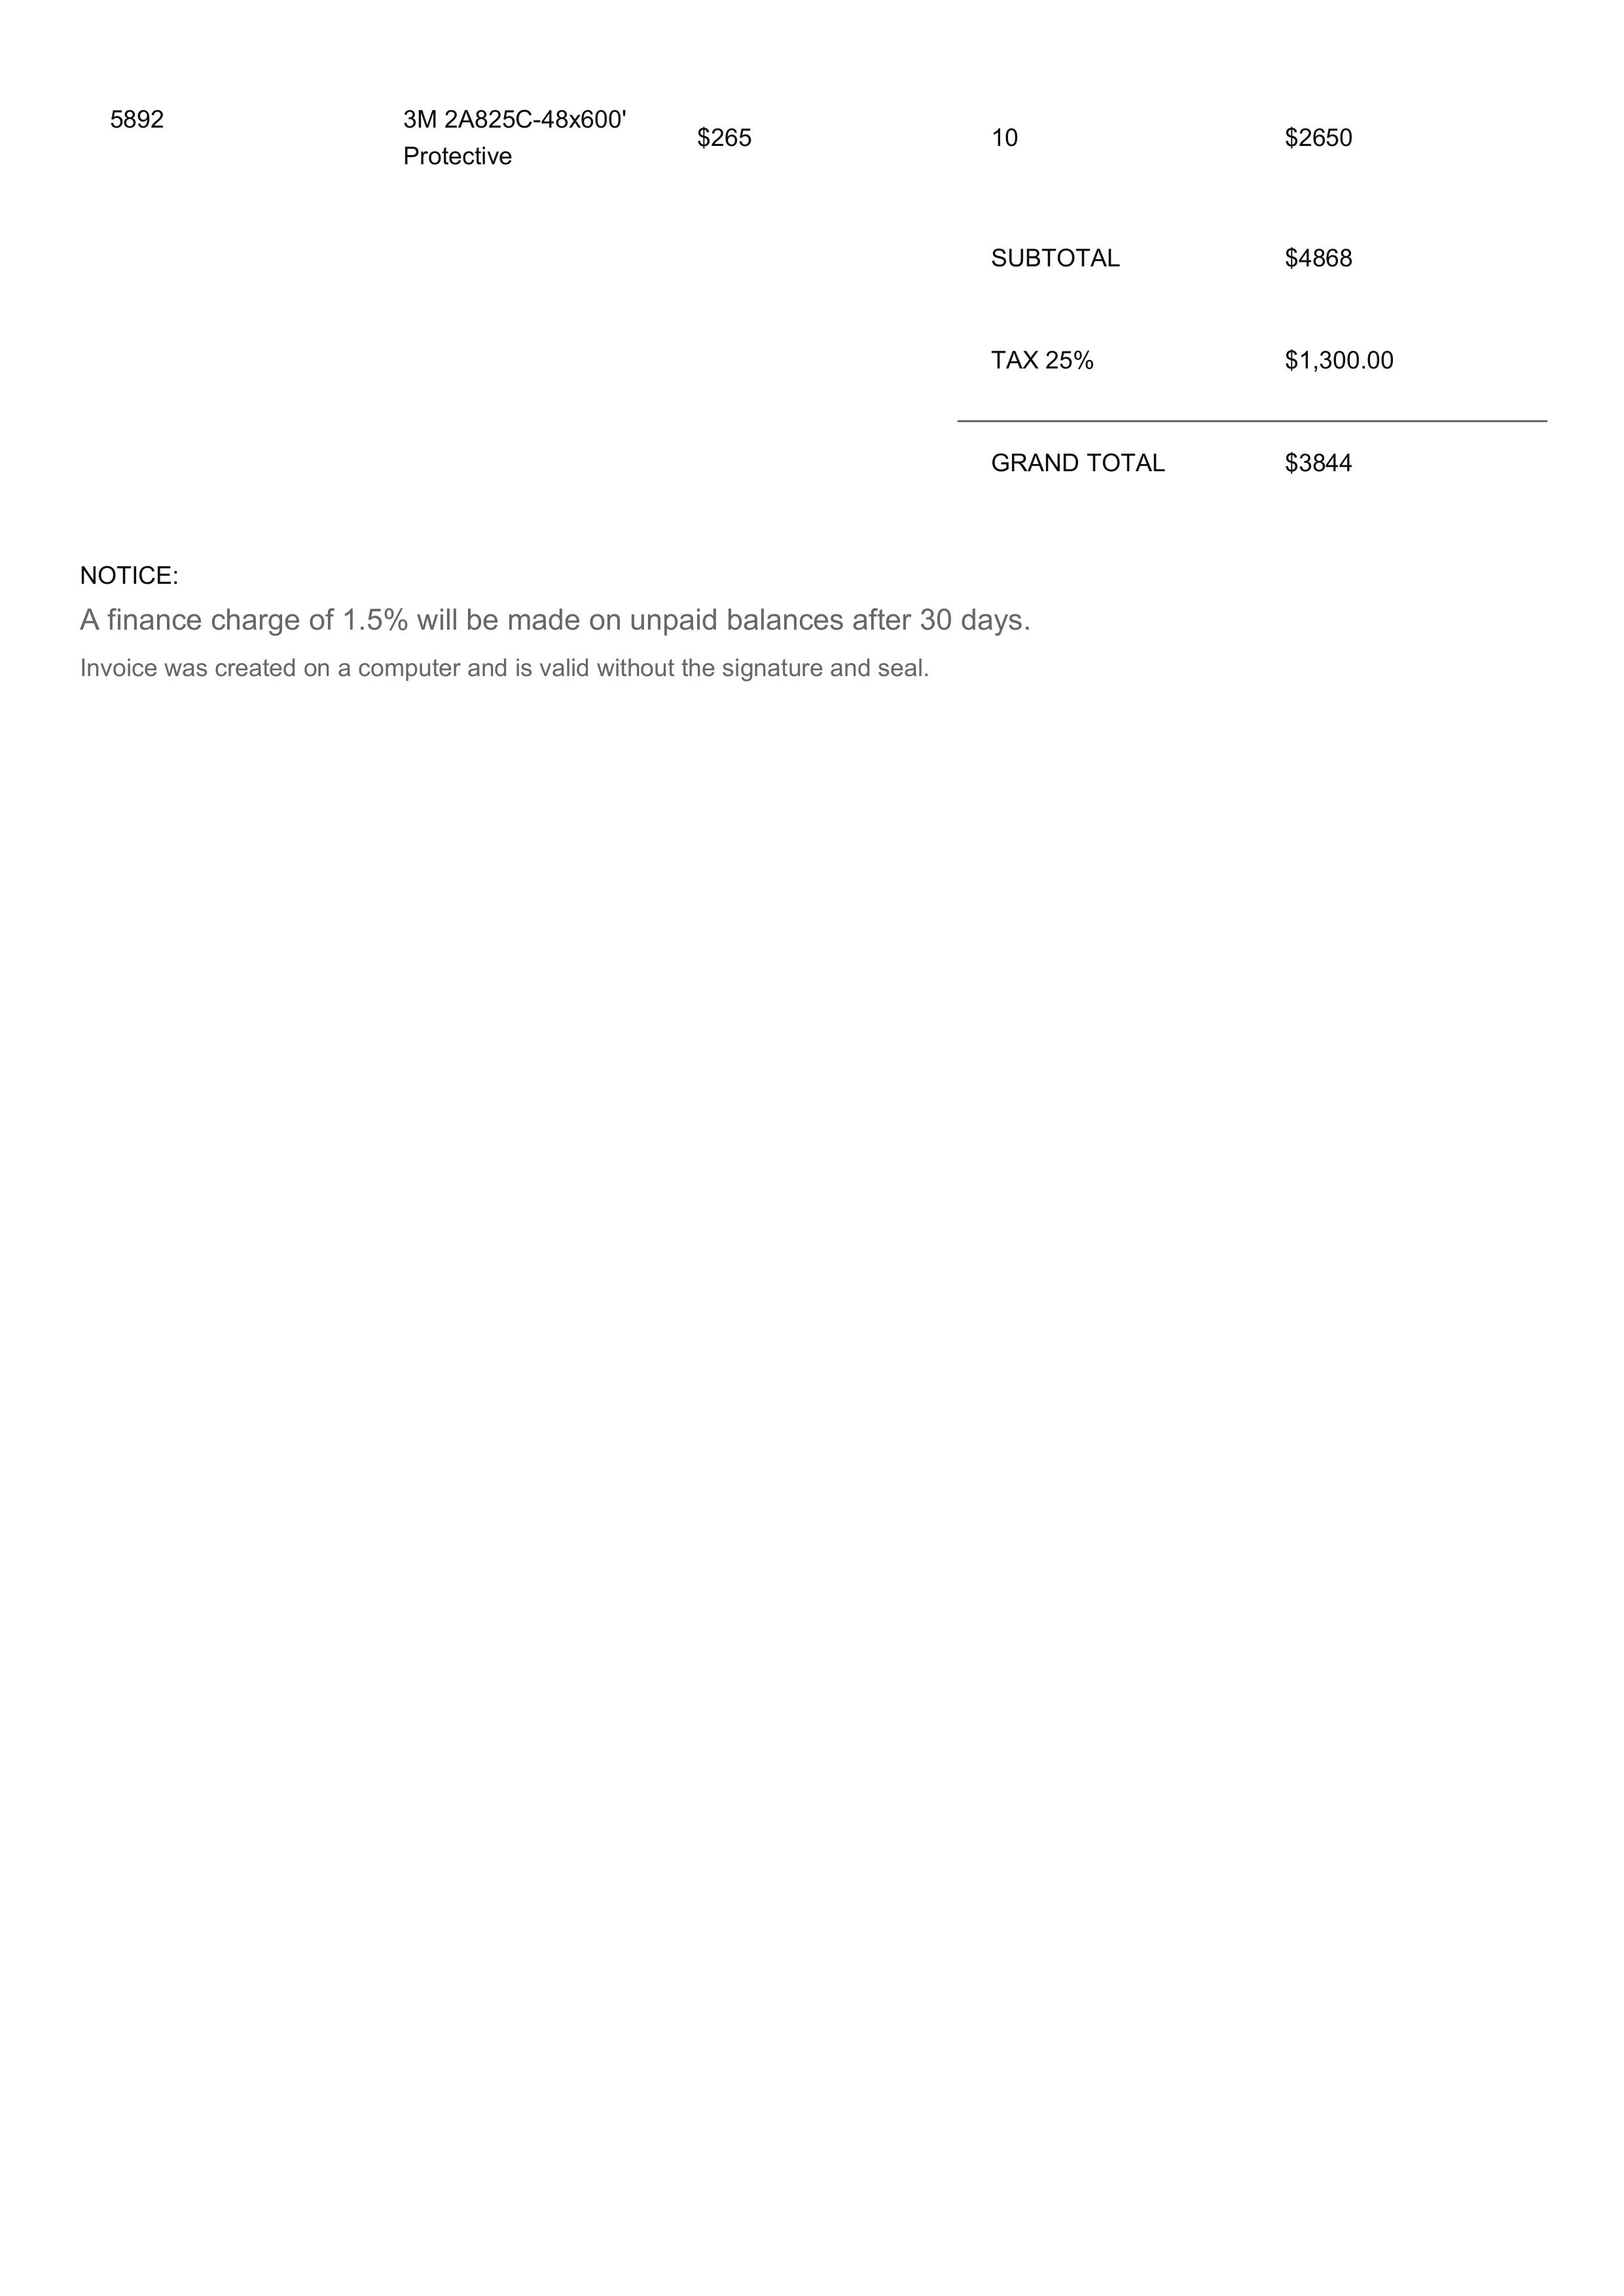 5892 3M 2A825C-48x600' $265 10 $2650
Protective
SUBTOTAL $4868
TAX 25% $1,300.00
GRAND TOTAL $3844
NOTICE:
A finance charge of 1.5% will be made on unpaid balances after 30 days.
Invoice was created on a computer and is valid without the signature and seal.